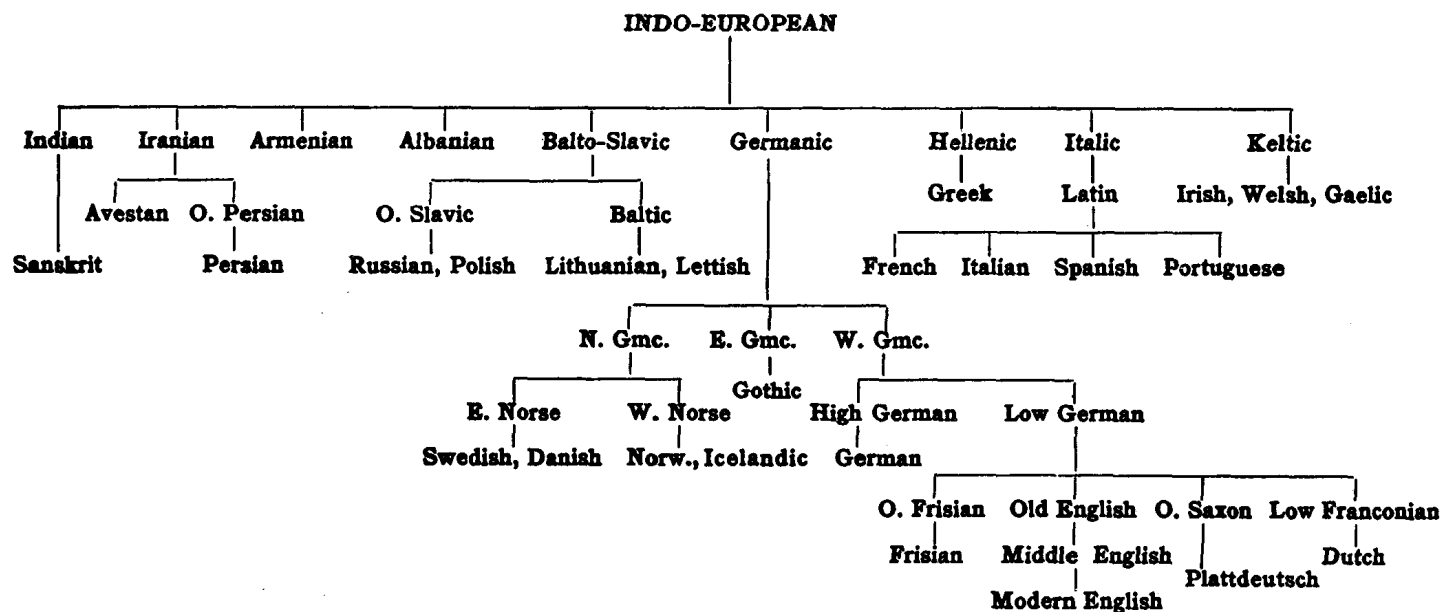 INDO-EUROPEAN
Indian Iranian Armenian Albanian Balto-Slavic Germanic Hellenic Italic Keltic
Avestan O. Persian O. Slavic Baltic Greek Latin Irish, Welsh, Gaelic
Sanskrit Persian Russian, Polish Lithuanian, Lettish French Italian Spanish Portuguese
N. Gmc. E. Gmc. W. Gmc.
Gothic
E. Norse W. Norse High German Low German
Swedish, Danish Norw., Icelandic German
O. Frisian Old English O. Saxon Low Franconian
Frisian Middle English Dutch
Plattdeutsch
Modern English